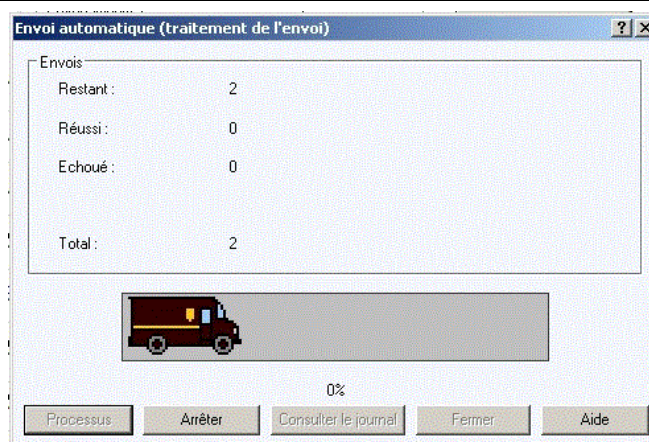 Envoi automatique (traitement de l'envoi)
Envois
Restant : 2
Réussi : 0
Echoué : 0
Total : 2
0%
Processus Arrêter Consulter le journal Fermer Aide